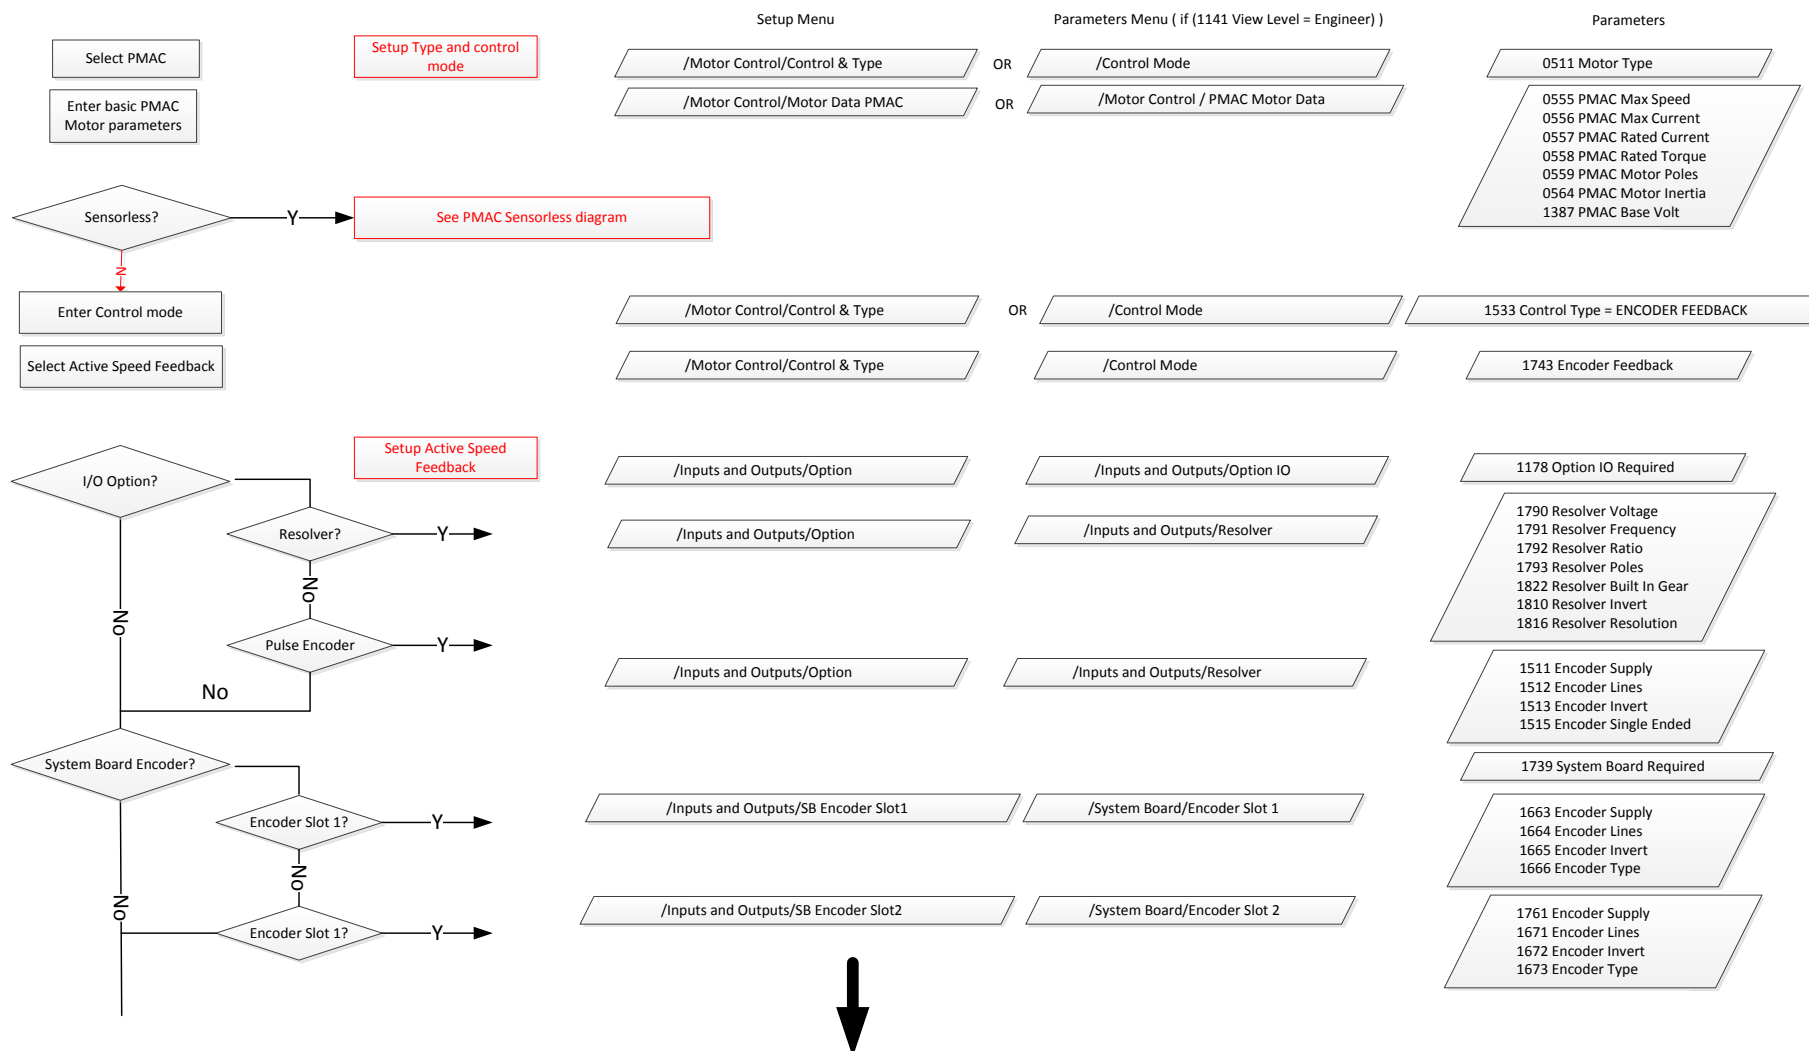 Setup Menu
Parameters Menu ( if (1141 View Level = Engineer) )
Parameters
Select PMAC
Setup Type and control
mode
/Motor Control/Control & Type
OR
/Control Mode
0511 Motor Type
Enter basic PMAC
Motor parameters
/Motor Control/Motor Data PMAC
OR
/Motor Control / PMAC Motor Data
0555 PMAC Max Speed
0556 PMAC Max Current
0557 PMAC Rated Current
0558 PMAC Rated Torque
0559 PMAC Motor Poles
0564 PMAC Motor Inertia
1387 PMAC Base Volt
Sensorless?
Y
See PMAC Sensorless diagram
N
Enter Control mode
/Motor Control/Control & Type
OR
/Control Mode
1533 Control Type = ENCODER FEEDBACK
Select Active Speed Feedback
/Motor Control/Control & Type
/Control Mode
1743 Encoder Feedback
Setup Active Speed
Feedback
I/O Option?
/Inputs and Outputs/Option
/Inputs and Outputs/Option IO
1178 Option IO Required
Resolver?
Y
/Inputs and Outputs/Option
/Inputs and Outputs/Resolver
1790 Resolver Voltage
1791 Resolver Frequency
1792 Resolver Ratio
1793 Resolver Poles
1822 Resolver Built In Gear
1810 Resolver Invert
1816 Resolver Resolution
No
No
Pulse Encoder
Y
/Inputs and Outputs/Option
/Inputs and Outputs/Resolver
1511 Encoder Supply
1512 Encoder Lines
1513 Encoder Invert
1515 Encoder Single Ended
No
System Board Encoder?
1739 System Board Required
Encoder Slot 1?
Y
/Inputs and Outputs/SB Encoder Slot1
/System Board/Encoder Slot 1
1663 Encoder Supply
1664 Encoder Lines
1665 Encoder Invert
1666 Encoder Type
No
No
Encoder Slot 1?
Y
/Inputs and Outputs/SB Encoder Slot2
/System Board/Encoder Slot 2
1761 Encoder Supply
1671 Encoder Lines
1672 Encoder Invert
1673 Encoder Type